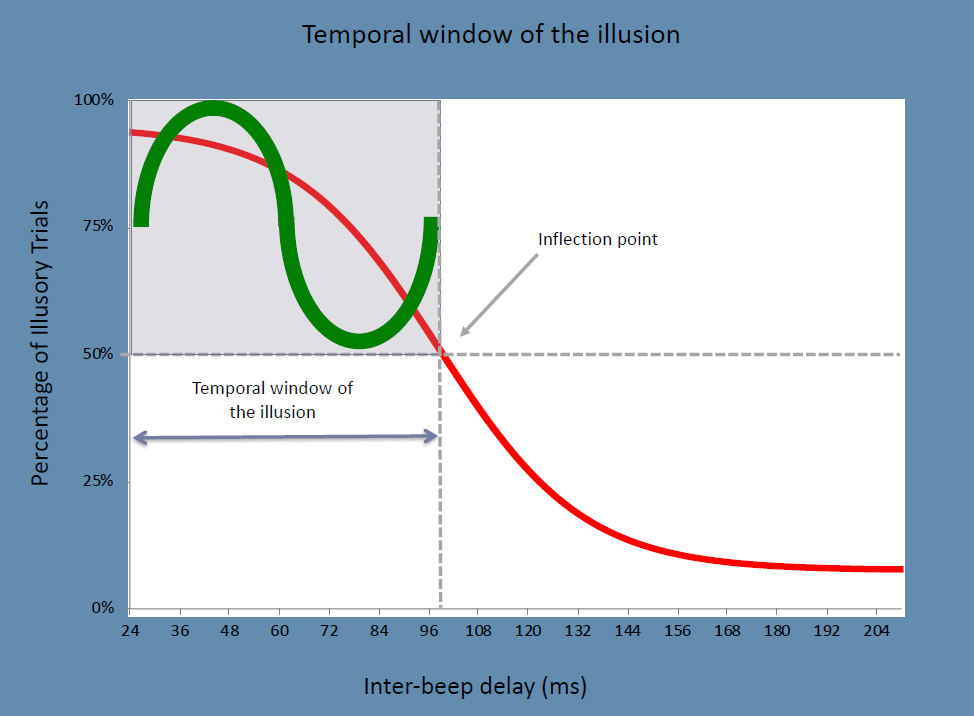 Temporal window of the illusion
Percentage of Illusory Trials
100%
75%
50%
25%
0%
Inflection point
Temporal window of
the illusion
24 36 48 60 72 84 96 108 120 132 144 156 168 180 192 204
Inter-beep delay (ms)